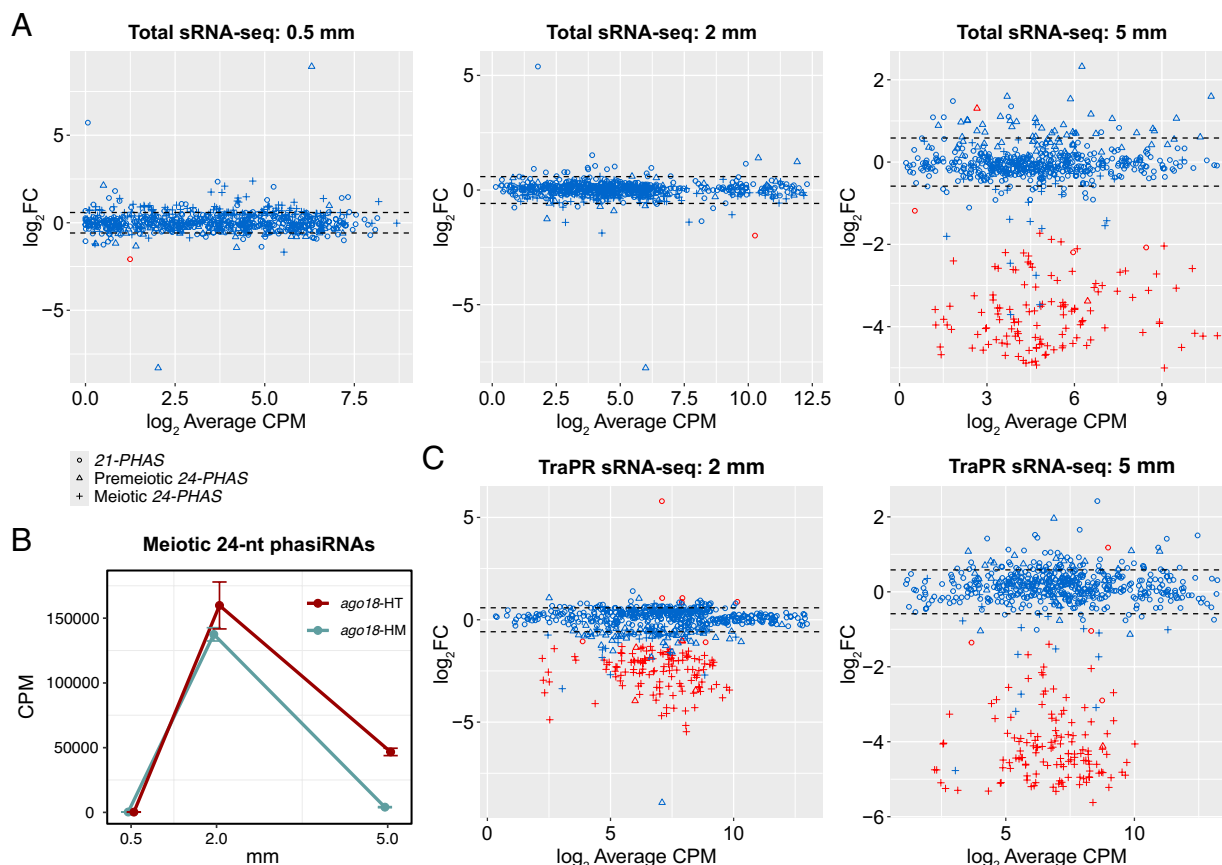 A
Total sRNA-seq: 0.5 mm
Total sRNA-seq: 2 mm
Total sRNA-seq: 5 mm
log2FC
5
0
−5
0.0 2.5 5.0 7.5
log2 Average CPM
log2FC
5
0
−5
0.0 2.5 5.0 7.5 10.0 12.5
log2 Average CPM
log2FC
2
0
−2
−4
3 6 9
log2 Average CPM
21-PHAS
Premeiotic 24-PHAS
Meiotic 24-PHAS
B
Meiotic 24-nt phasiRNAs
ago18-HT
ago18-HM
CPM
150000
100000
50000
0
0.5 2.0 5.0
mm
C
TraPR sRNA-seq: 2 mm
TraPR sRNA-seq: 5 mm
log2FC
5
0
−5
0 5 10
log2 Average CPM
log2FC
2
0
−2
−4
−6
5 10
log2 Average CPM